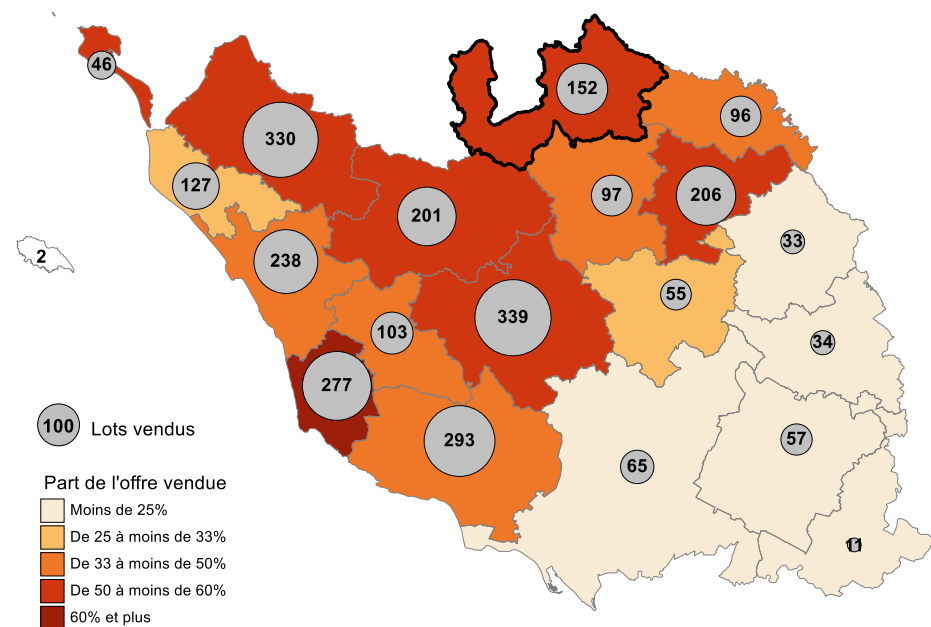 46
152
96
330
127
97
206
201
33
238
2
55
339
103
34
277
100 Lots vendus
293
57
65
Part de l'offre vendue
Moins de 25%
De 25 à moins de 33%
De 33 à moins de 50%
11
De 50 à moins de 60%
60% et plus